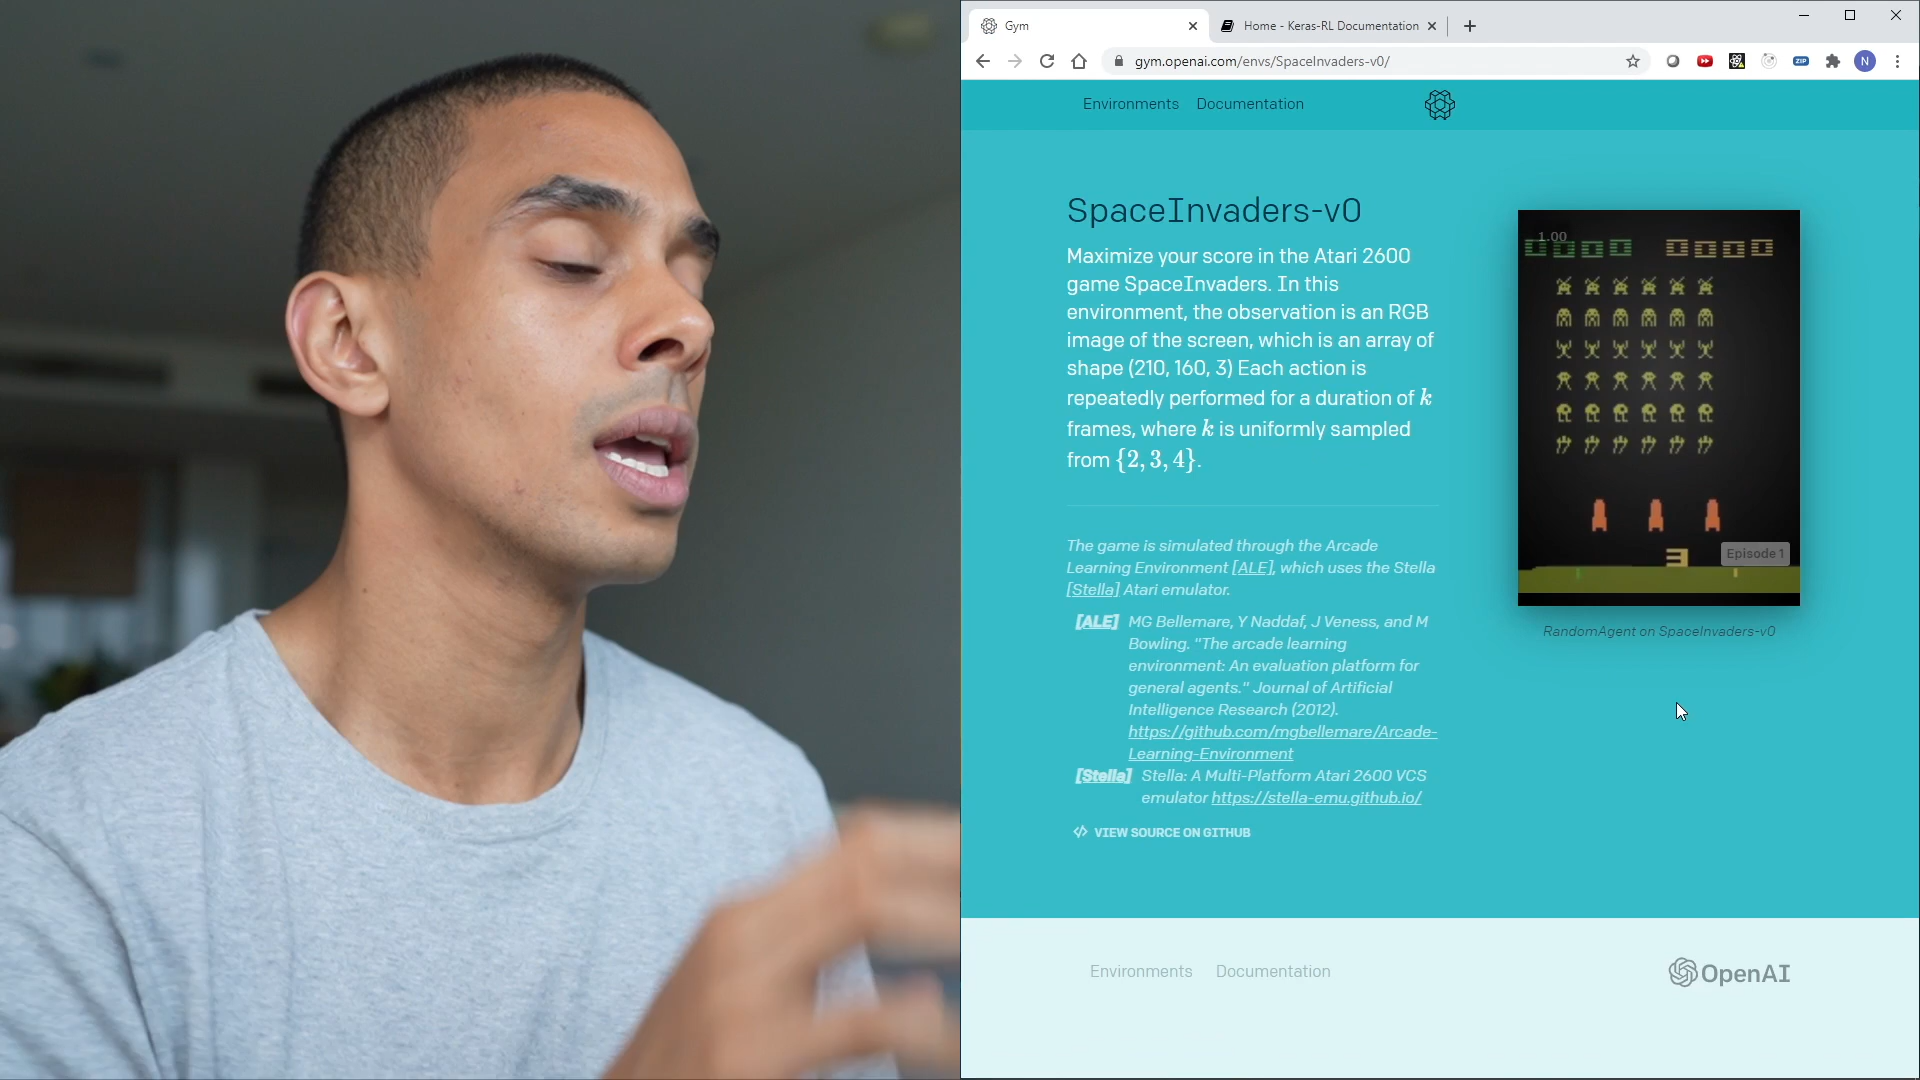 Gym
Home - Keras-RL Documentation
gym.openai.com/envs/SpaceInvaders-v0/
ZIP
N
Environments
Documentation
SpaceInvaders-v0
Maximize your score in the Atari 2600
game SpaceInvaders. In this
environment, the observation is an RGB
image of the screen, which is an array of
shape (210, 160, 3) Each action is
repeatedly performed for a duration of k
frames, where k is uniformly sampled
from {2, 3, 4}.
The game is simulated through the Arcade
Learning Environment [ALE], which uses the Stella
[Stella] Atari emulator.
[ALE] MG Bellemare, Y Naddaf, J Veness, and M
Bowling. "The arcade learning
environment: An evaluation platform for
general agents." Journal of Artificial
Intelligence Research (2012).
https://github.com/mgbellemare/Arcade-
Learning-Environment
[Stella] Stella: A Multi-Platform Atari 2600 VCS
emulator https://stella-emu.github.io/
VIEW SOURCE ON GITHUB
1.00
3
Episode 1
RandomAgent on SpaceInvaders-v0
Environments
Documentation
OpenAI